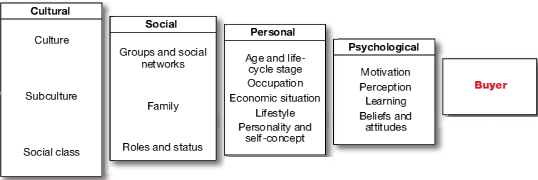 Cultural
Culture
Subculture
Social class
Social
Groups and social
networks
Family
Roles and status
Personal
Age and life-
cycle stage
Occupation
Economic situation
Lifestyle
Personality and
self-concept
Psychological
Motivation
Perception
Learning
Beliefs and
attitudes
Buyer